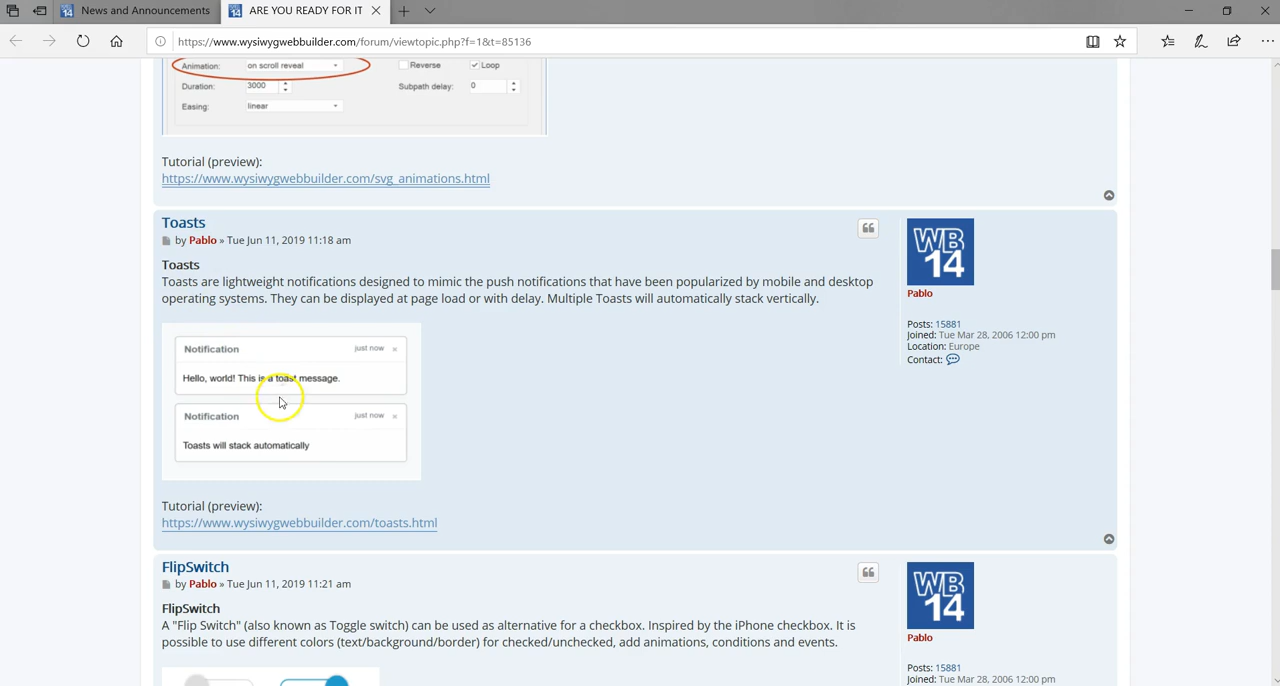 News and Announcements
ARE YOU READY FOR IT
https://www.wysiwygwebbuilder.com/forum/viewtopic.php?f=1&t=85136
Animation: on scroll reveal Reverse Loop
Duration: 3000 Subpath delay: 0
Easing: linear
Tutorial (preview):
https://www.wysiwygwebbuilder.com/svg_animations.html
Toasts
by Pablo » Tue Jun 11, 2019 11:18 am
Toasts
Toasts are lightweight notifications designed to mimic the push notifications that have been popularized by mobile and desktop
operating systems. They can be displayed at page load or with delay. Multiple Toasts will automatically stack vertically.
Notification just now ×
Hello, world! This is a toast message.
Notification just now ×
Toasts will stack automatically
Tutorial (preview):
https://www.wysiwygwebbuilder.com/toasts.html
WB
14
Pablo
Posts: 15881
Joined: Tue Mar 28, 2006 12:00 pm
Location: Europe
Contact:
FlipSwitch
by Pablo » Tue Jun 11, 2019 11:21 am
FlipSwitch
A "Flip Switch" (also known as Toggle switch) can be used as alternative for a checkbox. Inspired by the iPhone checkbox. It is
possible to use different colors (text/background/border) for checked/unchecked, add animations, conditions and events.
WB
14
Pablo
Posts: 15881
Joined: Tue Mar 28, 2006 12:00 pm